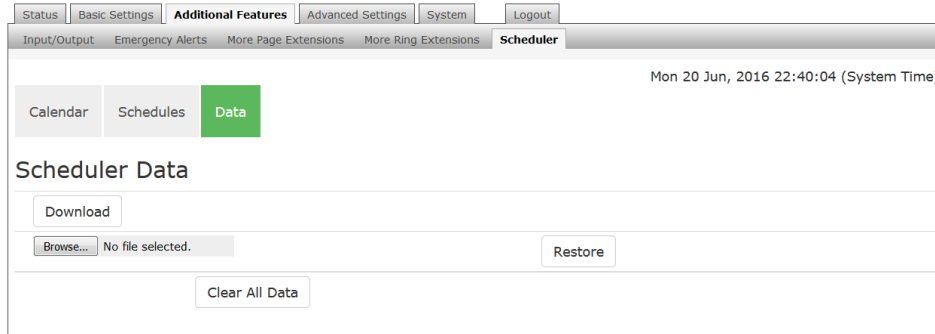 Status Basic Settings Additional Features Advanced Settings System Logout
Input/Output Emergency Alerts More Page Extensions More Ring Extensions Scheduler
Mon 20 Jun, 2016 22:40:04 (System Time)
Calendar Schedules Data
Scheduler Data
Download
Browse... No file selected.
Restore
Clear All Data